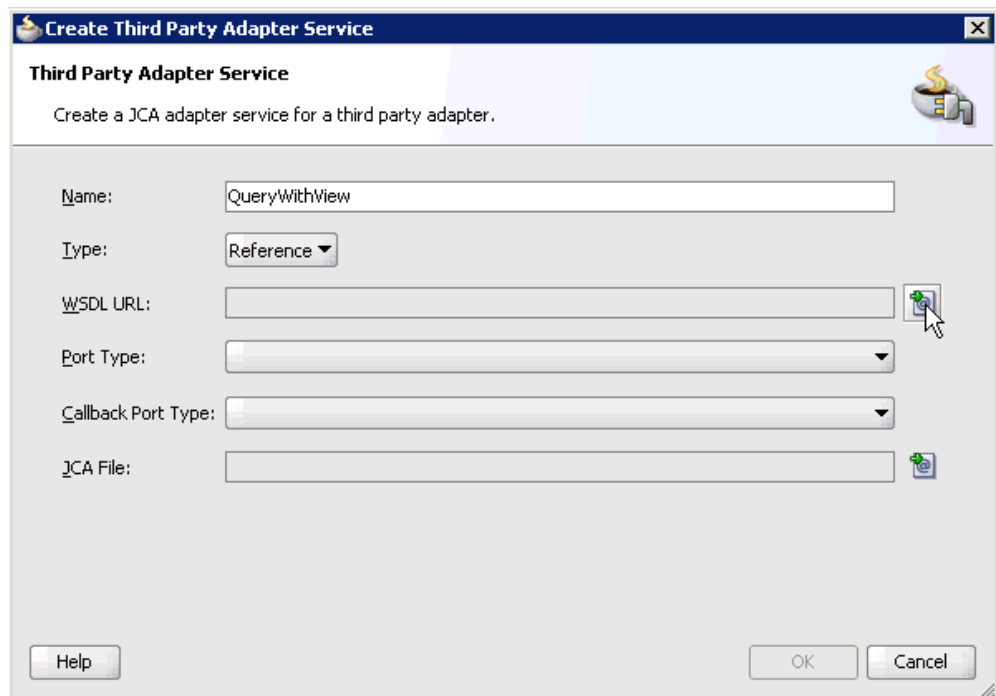 Create Third Party Adapter Service
Third Party Adapter Service
Create a JCA adapter service for a third party adapter.
Name: QueryWithView
Type: Reference
WSDL URL:
Port Type:
Callback Port Type:
JCA File:
Help OK Cancel